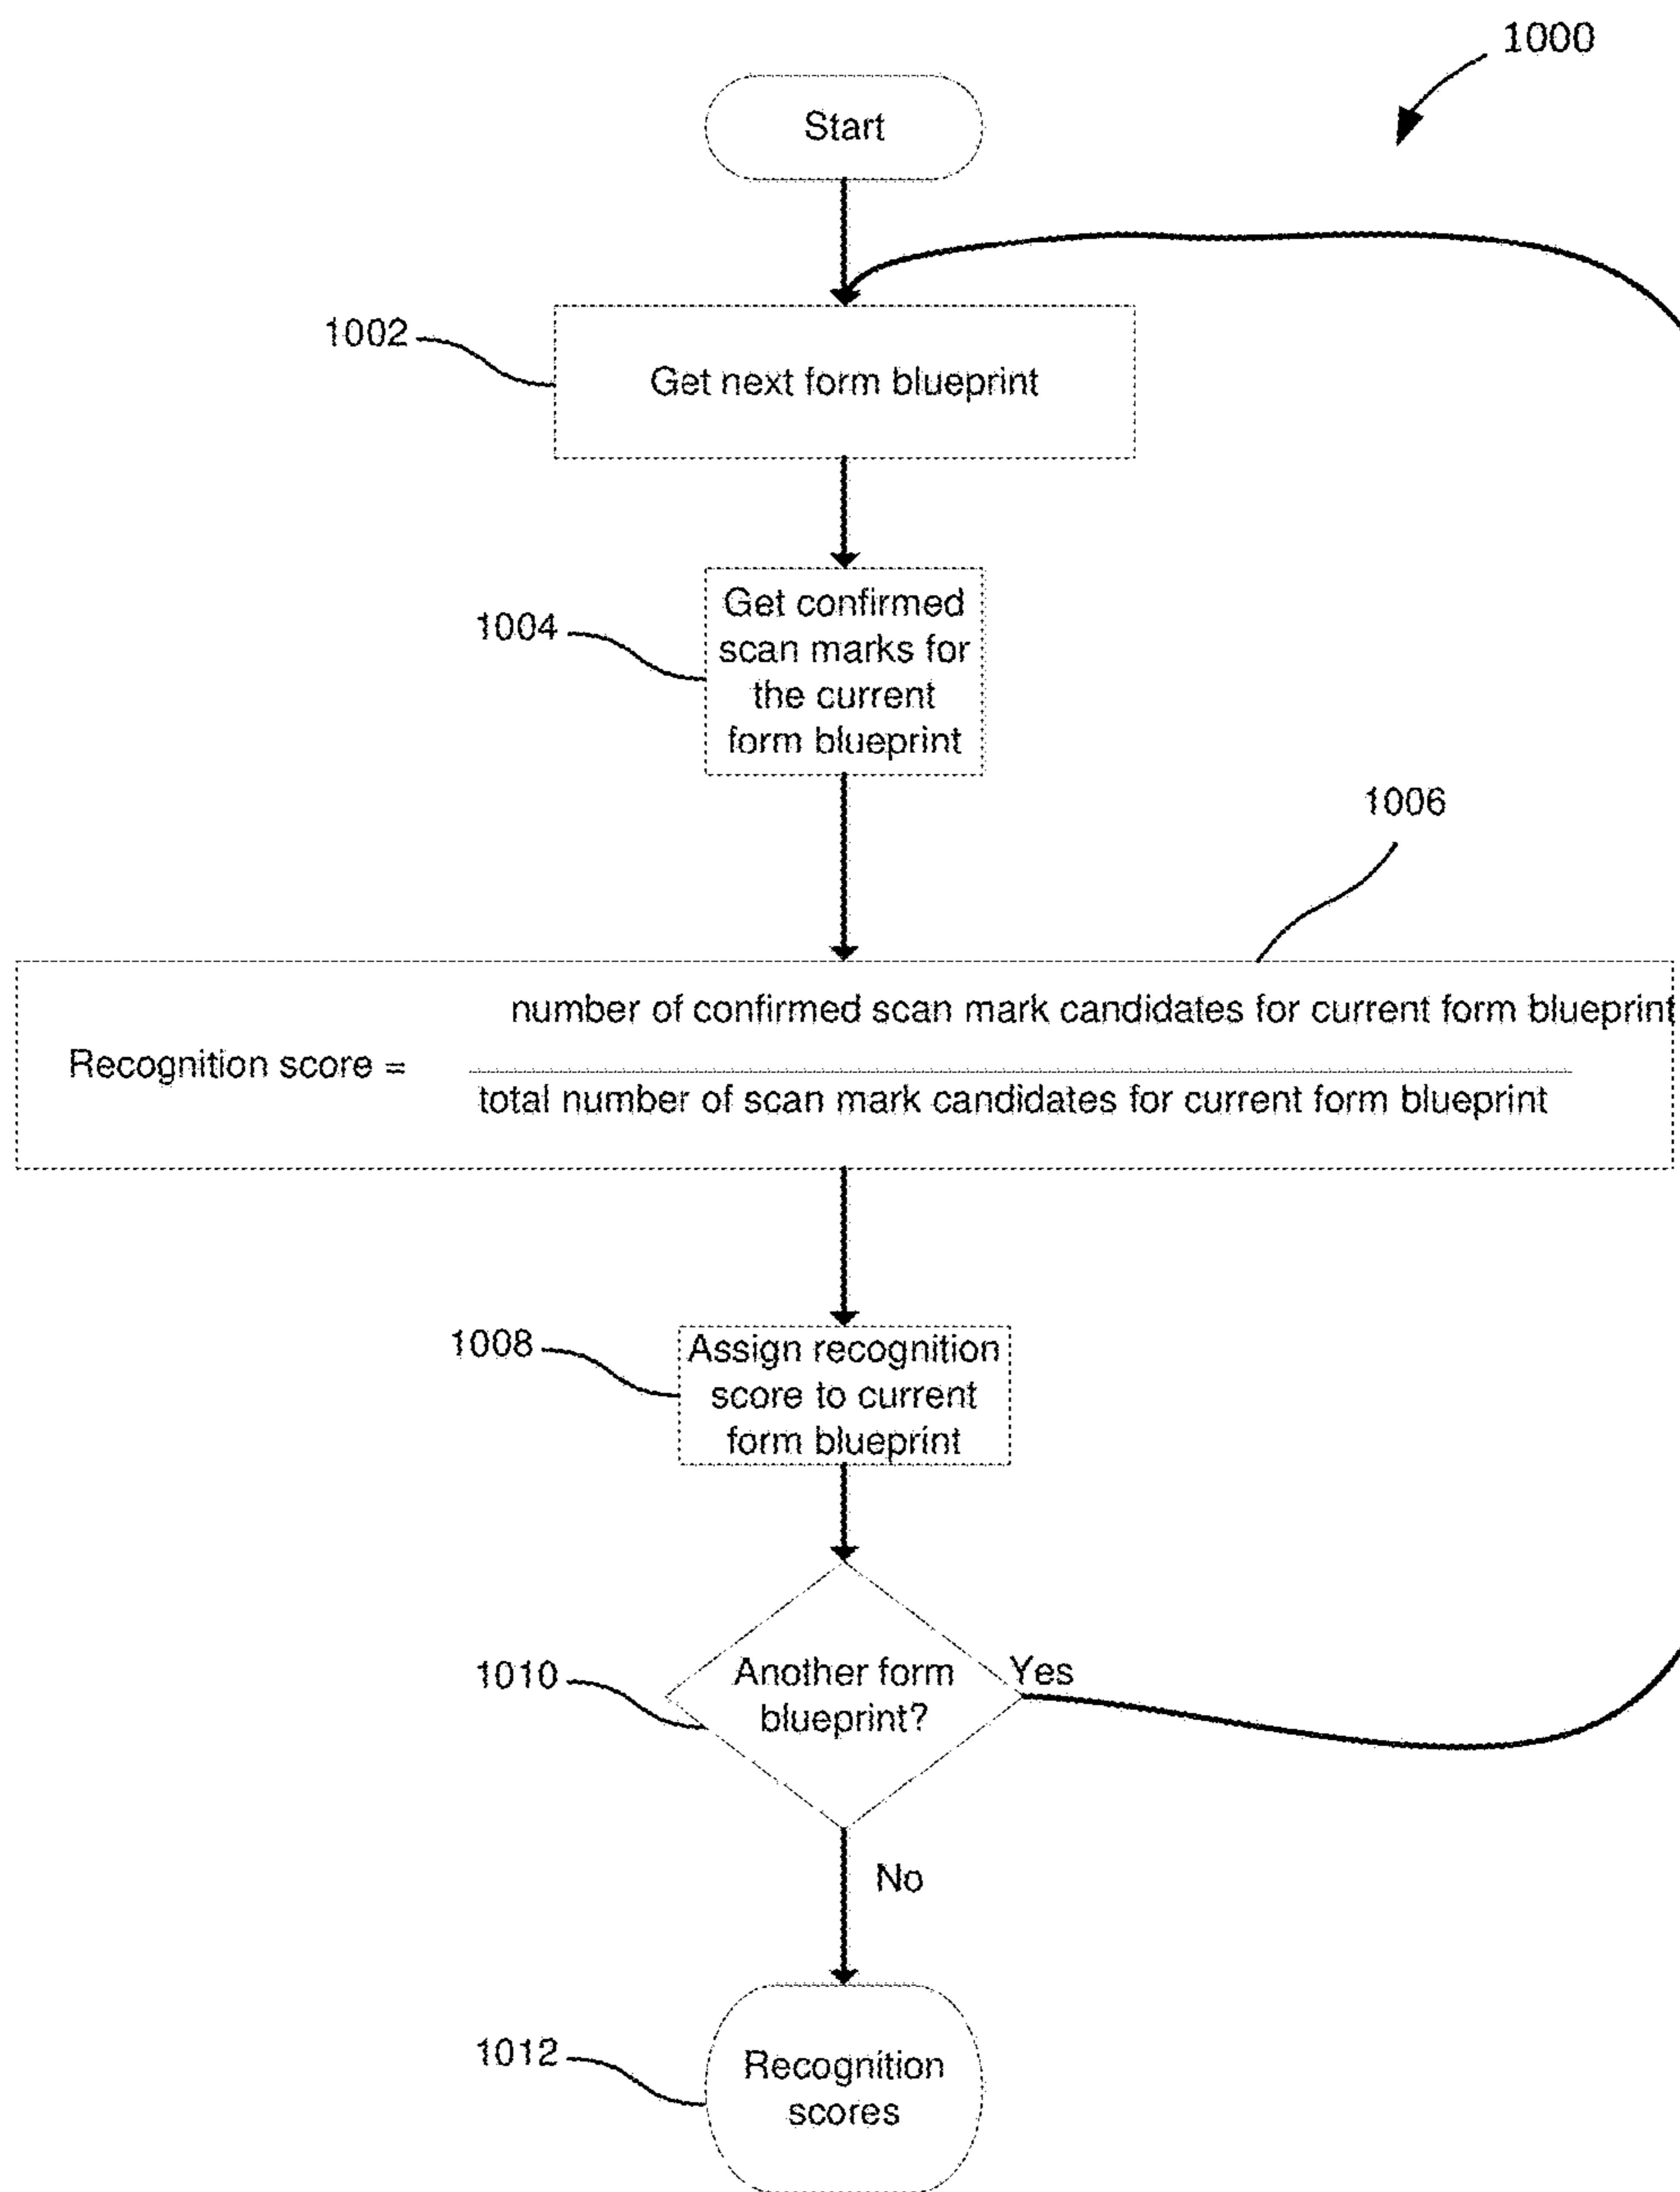 1000
Start
1002
Get next form blueprint
1004
Get confirmed
scan marks for
the current
form blueprint
1006
number of confirmed scan mark candidates for current form blueprint
Recognition score =
total number of scan mark candidates for current form blueprint
1008
Assign recognition
score to current
form blueprint
1010
Another form
blueprint?
Yes
No
1012
Recognition
scores